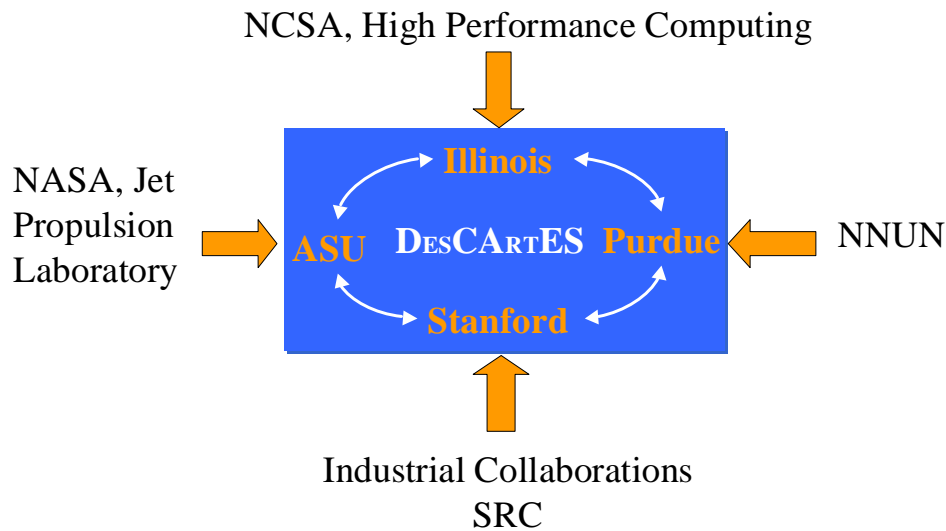 NCSA, High Performance Computing
Illinois
NASA, Jet
Propulsion
Laboratory
ASU
DESCARTES
Purdue
NNUN
Stanford
Industrial Collaborations
SRC